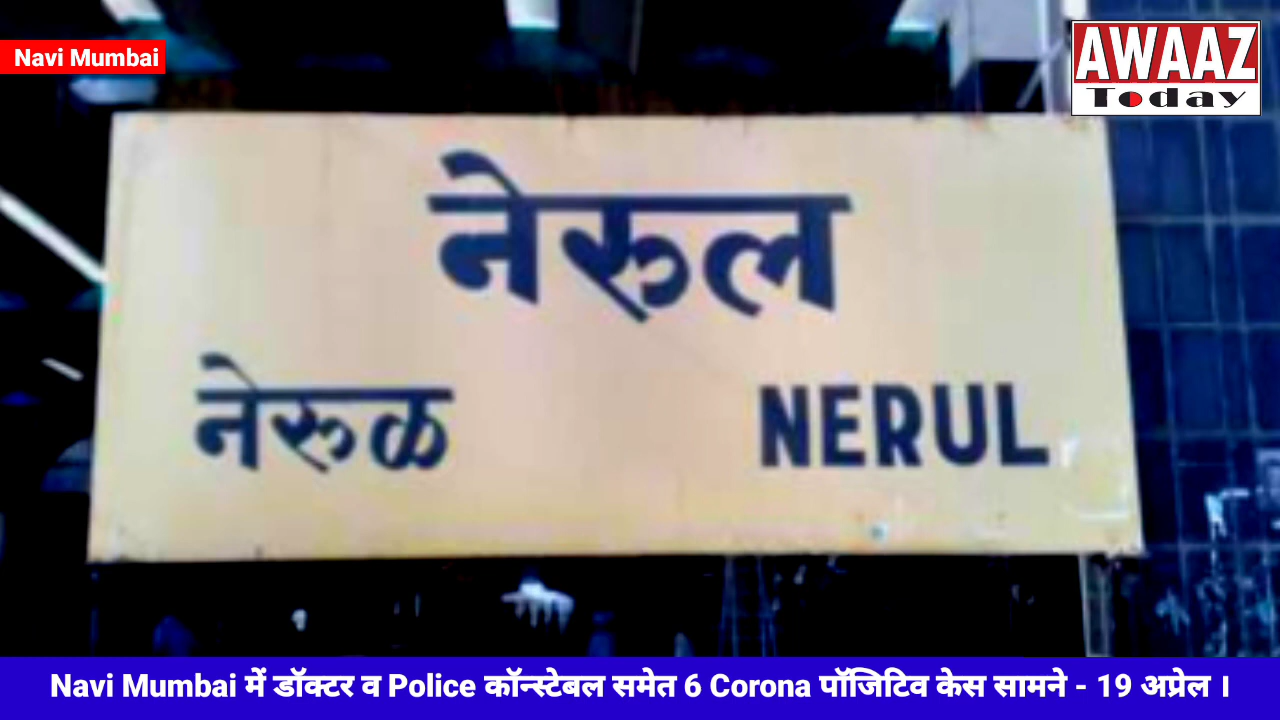 Navi Mumbai
AWAAZ
Today
नेरुल
नेरूळ
NERUL
Navi Mumbai में डॉक्टर व Police कॉन्स्टेबल समेत 6 Corona पॉजिटिव केस सामने - 19 अप्रेल ।